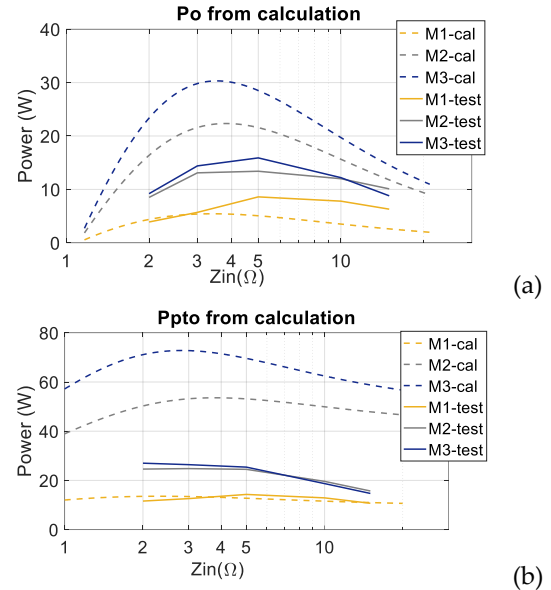 Po from calculation
Power (W)
40
30
20
10
0
1
2
3
4
5
10
Zin(Ω)
M1-cal
M2-cal
M3-cal
M1-test
M2-test
M3-test
(a)
Ppto from calculation
Power (W)
80
60
40
20
0
1
2
3
4
5
10
Zin(Ω)
M1-cal
M2-cal
M3-cal
M1-test
M2-test
M3-test
(b)